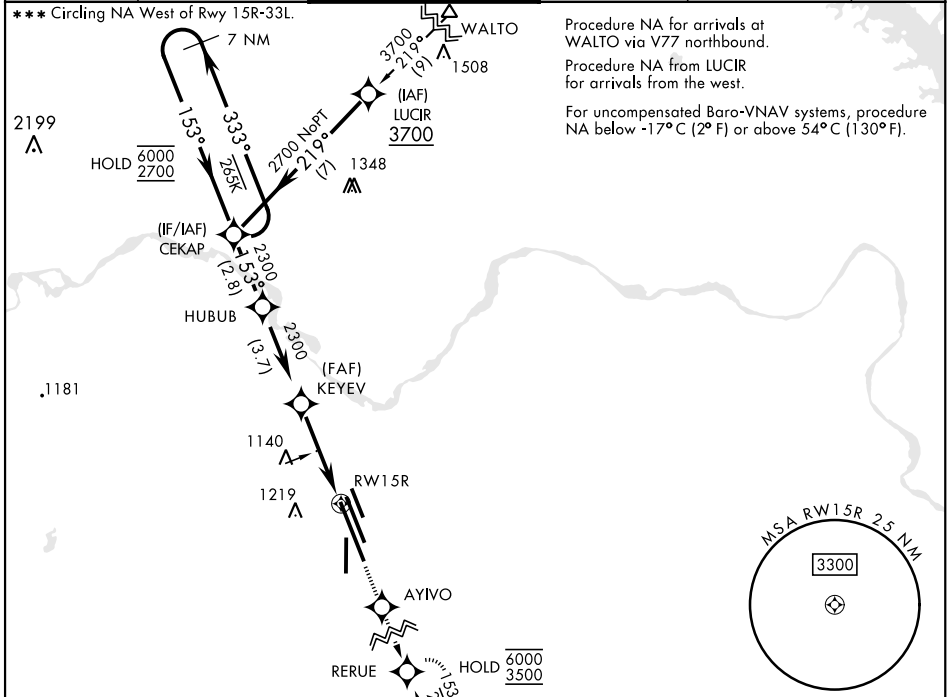 *** Circling NA West of Rwy 15R-33L.
7 NM
WALTO
3700
219°
(9)
1508
Procedure NA for arrivals at
WALTO via V77 northbound.
Procedure NA from LUCIR
for arrivals from the west.
For uncompensated Baro-VNAV systems, procedure
NA below -17°C (2°F) or above 54°C (130°F).
(IAF)
LUCIR
3700
2199
153°
333°
HOLD 6000
2700
265K
2700 NoPT
219°
(7)
1348
(IF/IAF)
CEKAP
2300
153°
(2.8)
HUBUB
2300
(3.7)
(FAF)
KEYEV
1181
1140
1219
RW15R
MSA RW15R 25 NM
3300
AYIVO
RERUE
HOLD 6000
3500
153